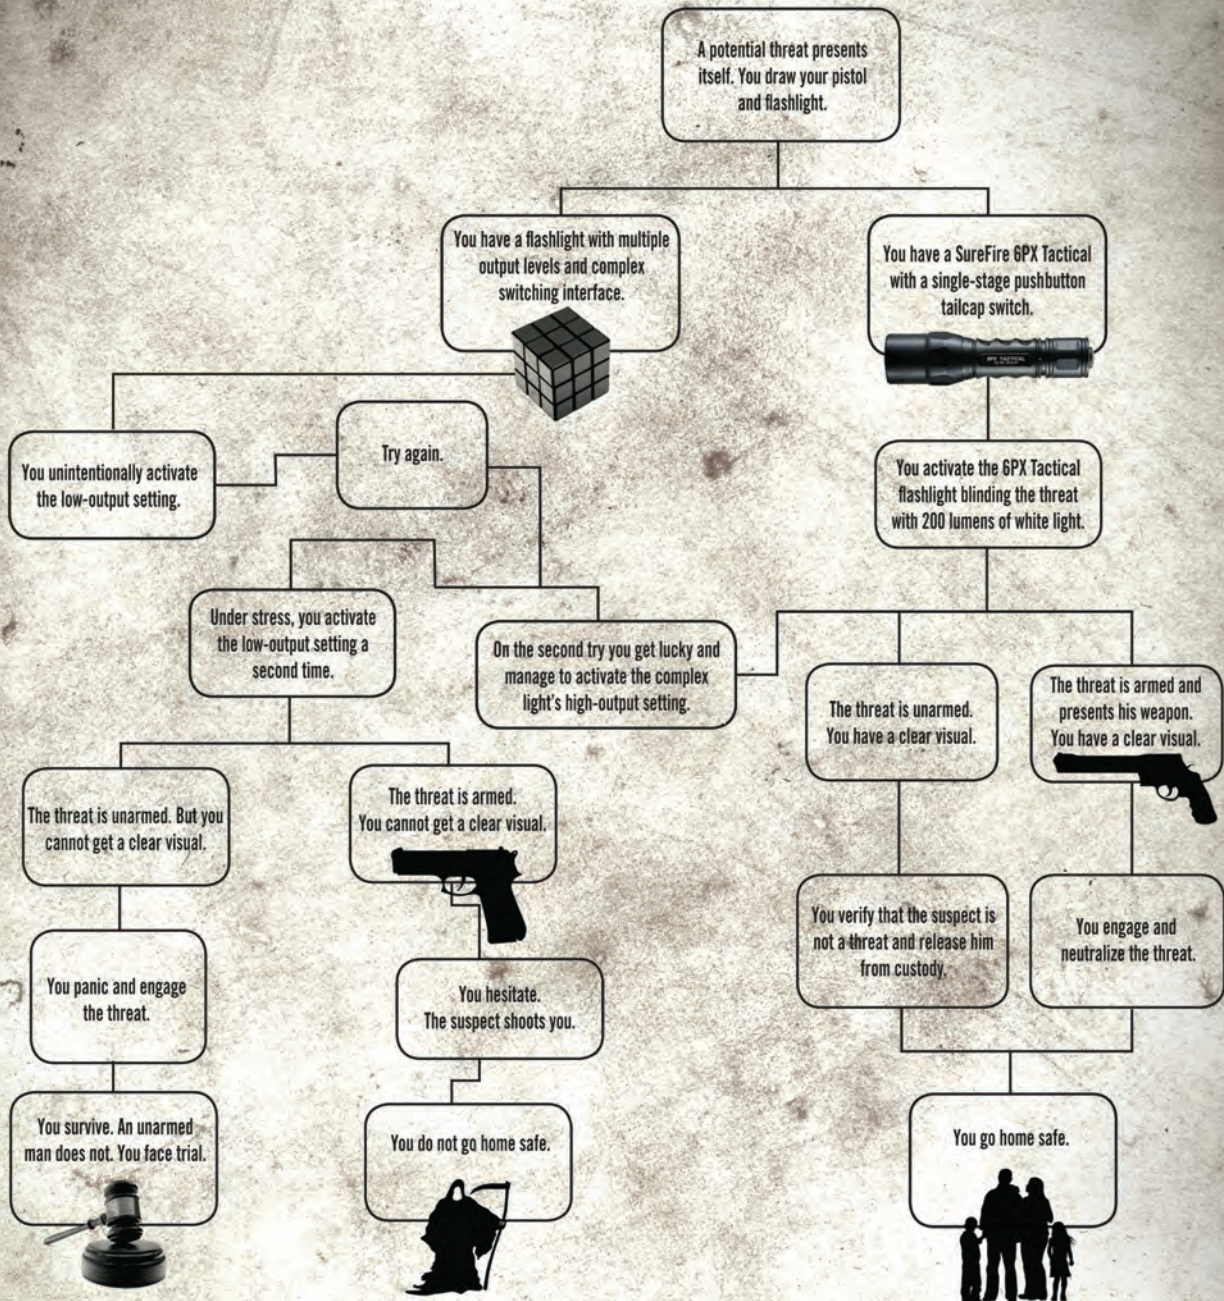 A potential threat presents
itself. You draw your pistol
and flashlight.
You have a flashlight with multiple
output levels and complex
switching interface.
You have a SureFire 6PX Tactical
with a single-stage pushbutton
tailcap switch.
6PX TACTICAL
You unintentionally activate
the low-output setting.
Try again.
You activate the 6PX Tactical
flashlight blinding the threat
with 200 lumens of white light.
Under stress, you activate
the low-output setting a
second time.
On the second try you get lucky and
manage to activate the complex
light's high-output setting.
The threat is unarmed.
You have a clear visual.
The threat is armed and
presents his weapon.
You have a clear visual.
The threat is unarmed. But you
cannot get a clear visual.
The threat is armed.
You cannot get a clear visual.
You verify that the suspect is
not a threat and release him
from custody.
You engage and
neutralize the threat.
You panic and engage
the threat.
You hesitate.
The suspect shoots you.
You survive. An unarmed
man does not. You face trial.
You do not go home safe.
You go home safe.